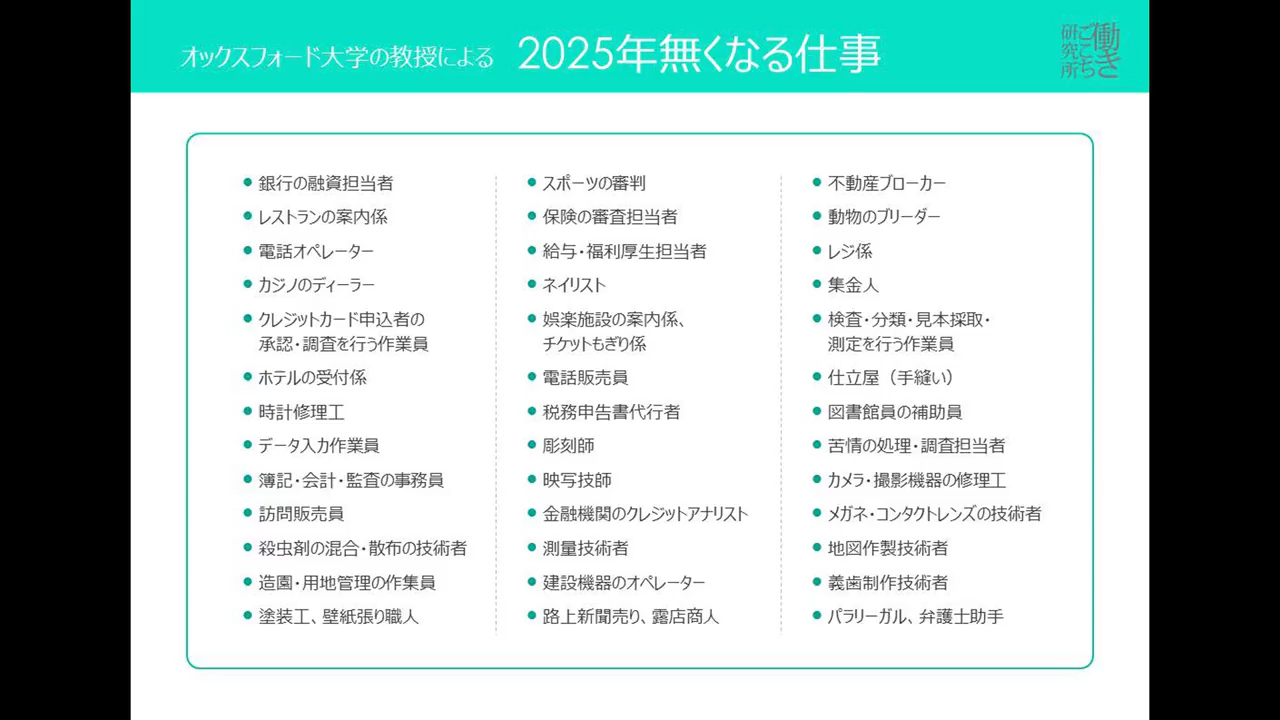 オックスフォード大学の教授による 2025年無くなる仕事
働き
ごこち
研究所
● 銀行の融資担当者
● レストランの案内係
● 電話オペレーター
● カジノのディーラー
● クレジットカード申込者の
承認・調査を行う作業員
● ホテルの受付係
● 時計修理工
● データ入力作業員
● 簿記・会計・監査の事務員
● 訪問販売員
● 殺虫剤の混合・散布の技術者
● 造園・用地管理の作集員
● 塗装工、壁紙張り職人
● スポーツの審判
● 保険の審査担当者
● 給与・福利厚生担当者
● ネイリスト
● 娯楽施設の案内係、
チケットもぎり係
● 電話販売員
● 税務申告書代行者
● 彫刻師
● 映写技師
● 金融機関のクレジットアナリスト
● 測量技術者
● 建設機器のオペレーター
● 路上新聞売り、露店商人
● 不動産ブローカー
● 動物のブリーダー
● レジ係
● 集金人
● 検査・分類・見本採取・
測定を行う作業員
● 仕立屋（手縫い）
● 図書館員の補助員
● 苦情の処理・調査担当者
● カメラ・撮影機器の修理工
● メガネ・コンタクトレンズの技術者
● 地図作製技術者
● 義歯制作技術者
● パラリーガル、弁護士助手